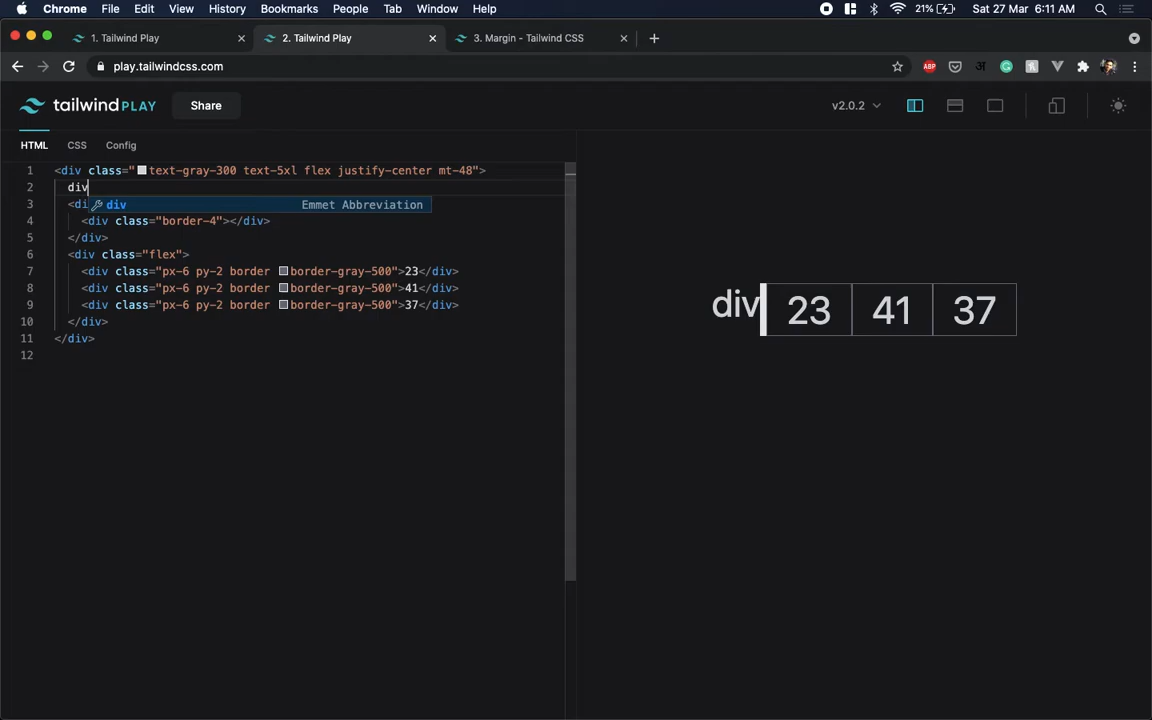 Chrome File Edit View History Bookmarks People Tab Window Help 21% Sat 27 Mar 6:11 AM
1. Tailwind Play 2. Tailwind Play 3. Margin - Tailwind CSS
play.tailwindcss.com ABP अ
tailwind PLAY Share v2.0.2
HTML CSS Config
1 <div class="text-gray-300 text-5xl flex justify-center mt-48">
2 div
3 <di div Emmet Abbreviation
4 <div class="border-4"></div>
5 </div>
6 <div class="flex">
7 <div class="px-6 py-2 border border-gray-500">23</div>
8 <div class="px-6 py-2 border border-gray-500">41</div>
9 <div class="px-6 py-2 border border-gray-500">37</div>
10 </div>
11 </div>
12
div 23 41 37